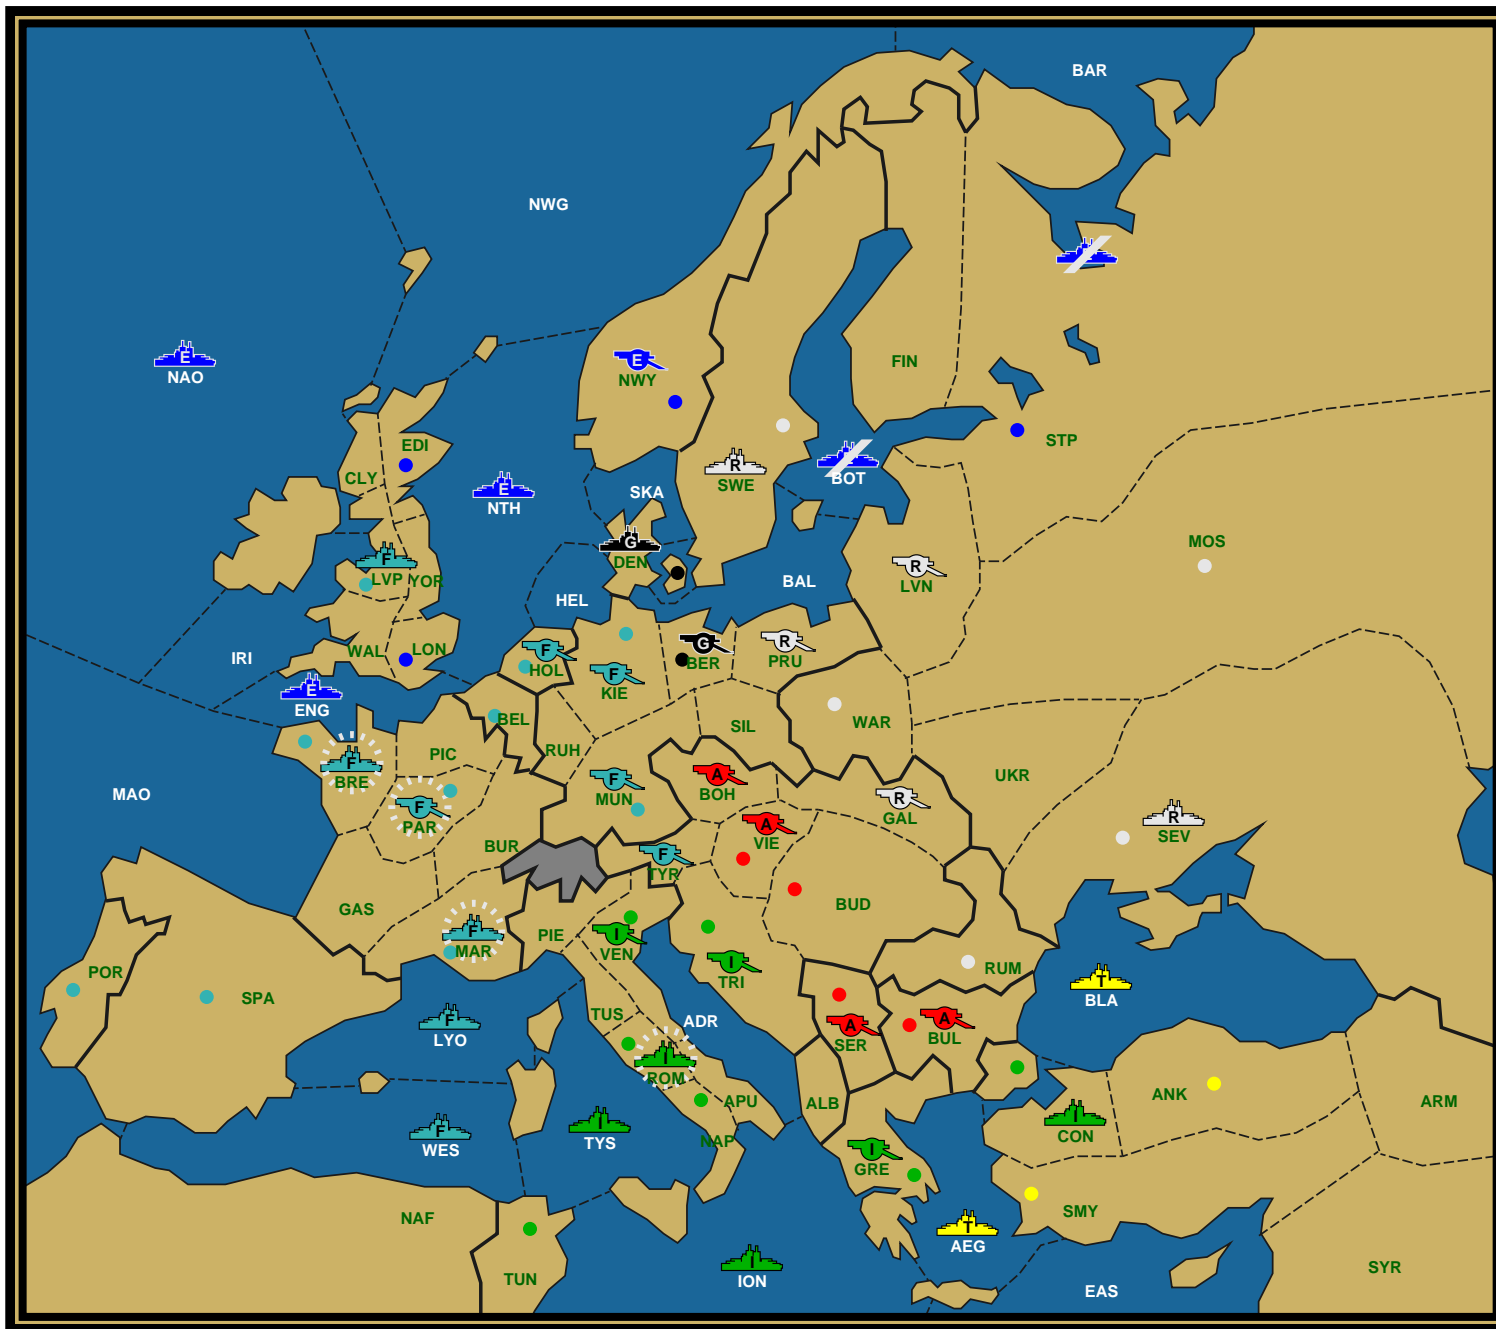 BAR
NWG
E
NAO
FIN
E
NWY
STP
EDI
CLY
R
SWE
BOT
E
NTH
SKA
MOS
G
DEN
F
LVP
YOR
BAL
R
LVN
HEL
IRI
WAL
LON
F
HOL
G
BER
R
PRU
F
KIE
E
ENG
BEL
SIL
WAR
PIC
RUH
F
BRE
F
MUN
A
BOH
UKR
MAO
F
PAR
R
GAL
R
SEV
A
VIE
BUR
F
TYR
GAS
BUD
F
MAR
PIE
I
VEN
I
TRI
RUM
POR
SPA
T
BLA
F
LYO
TUS
ADR
A
SER
A
BUL
I
ROM
ANK
ARM
APU
ALB
I
CON
F
WES
I
TYS
NAP
I
GRE
NAF
SMY
T
AEG
TUN
I
ION
EAS
SYR